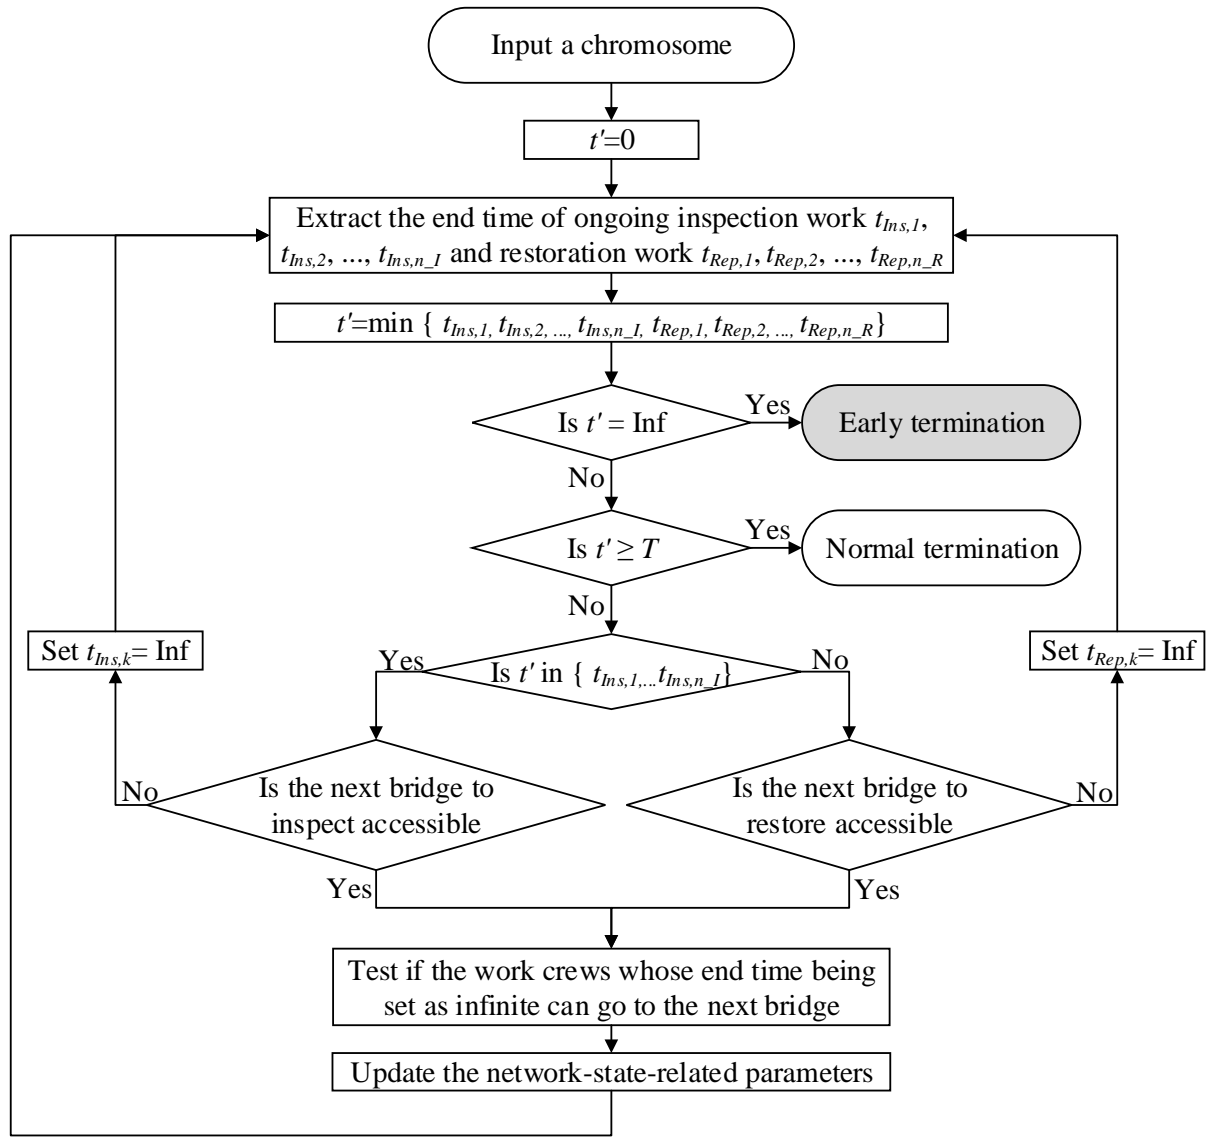 Input a chromosome
t'=0
Extract the end time of ongoing inspection work t_Ins,1,
t_Ins,2, ..., t_Ins,n_I and restoration work t_Rep,1, t_Rep,2, ..., t_Rep,n_R
t'=min { t_Ins,1, t_Ins,2, ..., t_Ins,n_I, t_Rep,1, t_Rep,2, ..., t_Rep,n_R}
Is t' = Inf
Yes
Early termination
No
Is t' ≥ T
Yes
Normal termination
No
Is t' in { t_Ins,1,...t_Ins,n_I}
Yes
No
Set t_Ins,k= Inf
Set t_Rep,k= Inf
Is the next bridge to
inspect accessible
No
Yes
Is the next bridge to
restore accessible
No
Yes
Test if the work crews whose end time being
set as infinite can go to the next bridge
Update the network-state-related parameters